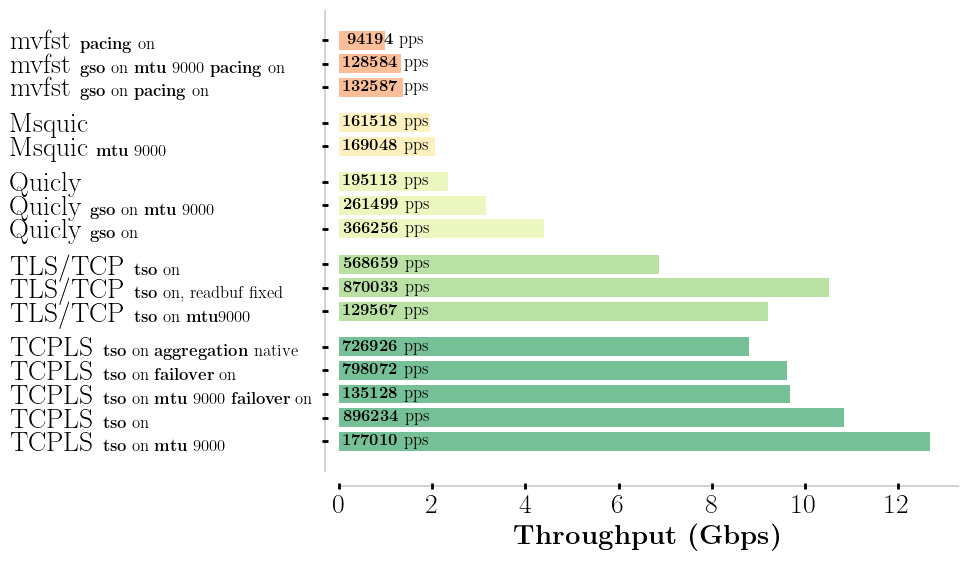 mvfst pacing on 94194 pps
mvfst gso on mtu 9000 pacing on 128584 pps
mvfst gso on pacing on 132587 pps
Msquic 161518 pps
Msquic mtu 9000 169048 pps
Quicly 195113 pps
Quicly gso on mtu 9000 261499 pps
Quicly gso on 366256 pps
TLS/TCP tso on 568659 pps
TLS/TCP tso on, readbuf fixed 870033 pps
TLS/TCP tso on mtu9000 129567 pps
TCPLS tso on aggregation native 726926 pps
TCPLS tso on failover on 798072 pps
TCPLS tso on mtu 9000 failover on 135128 pps
TCPLS tso on 896234 pps
TCPLS tso on mtu 9000 177010 pps
0 2 4 6 8 10 12
Throughput (Gbps)